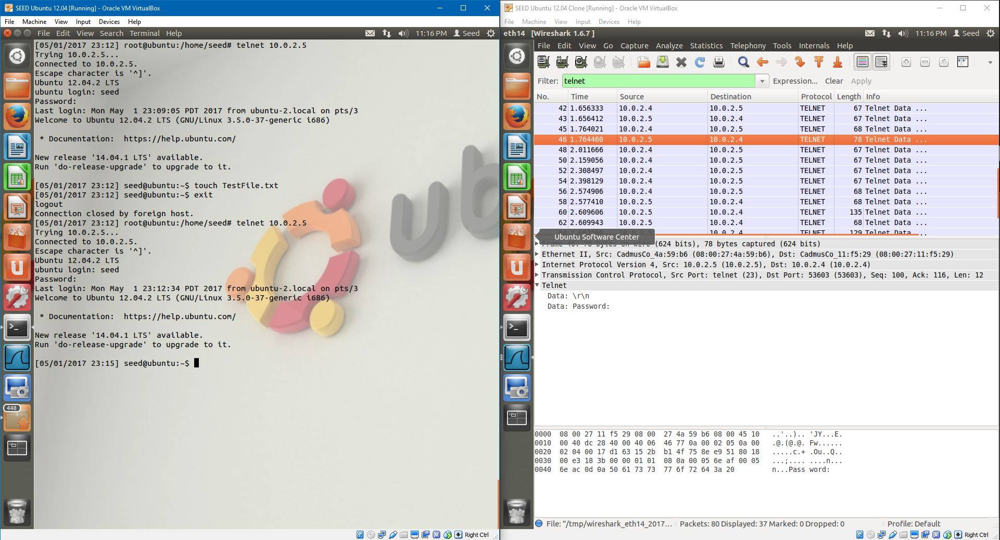 SEED Ubuntu 12.04 [Running] - Oracle VM VirtualBox
File Machine View Input Devices Help
File Edit View Search Terminal Help 11:16 PM Seed
[05/01/2017 23:12] root@ubuntu:/home/seed# telnet 10.0.2.5
Trying 10.0.2.5...
Connected to 10.0.2.5.
Escape character is '^]'.
Ubuntu 12.04.2 LTS
ubuntu login: seed
Password:
Last login: Mon May  1 23:09:05 PDT 2017 from ubuntu-2.local on pts/3
Welcome to Ubuntu 12.04.2 LTS (GNU/Linux 3.5.0-37-generic i686)
* Documentation:  https://help.ubuntu.com/
New release '14.04.1 LTS' available.
Run 'do-release-upgrade' to upgrade to it.
[05/01/2017 23:12] seed@ubuntu:~$ touch TestFile.txt
[05/01/2017 23:12] seed@ubuntu:~$ exit
logout
Connection closed by foreign host.
[05/01/2017 23:12] root@ubuntu:/home/seed# telnet 10.0.2.5
Trying 10.0.2.5...
Connected to 10.0.2.5.
Escape character is '^]'.
Ubuntu 12.04.2 LTS
ubuntu login: seed
Password:
Last login: Mon May  1 23:12:34 PDT 2017 from ubuntu-2.local on pts/3
Welcome to Ubuntu 12.04.2 LTS (GNU/Linux 3.5.0-37-generic i686)
* Documentation:  https://help.ubuntu.com/
New release '14.04.1 LTS' available.
Run 'do-release-upgrade' to upgrade to it.
[05/01/2017 23:15] seed@ubuntu:~$
ub
448
Right Ctrl
SEED Ubuntu 12.04 Clone [Running] - Oracle VM VirtualBox
File Machine View Input Devices Help
eth14 [Wireshark 1.6.7 ] 11:16 PM Seed
File Edit View Go Capture Analyze Statistics Telephony Tools Internals Help
Filter: telnet Expression... Clear Apply
No. Time Source Destination Protocol Length Info
42 1.656333 10.0.2.4 10.0.2.5 TELNET 67 Telnet Data ...
43 1.656412 10.0.2.5 10.0.2.4 TELNET 67 Telnet Data ...
45 1.764021 10.0.2.4 10.0.2.5 TELNET 68 Telnet Data ...
46 1.764460 10.0.2.5 10.0.2.4 TELNET 78 Telnet Data ...
48 2.011666 10.0.2.4 10.0.2.5 TELNET 67 Telnet Data ...
50 2.159056 10.0.2.4 10.0.2.5 TELNET 67 Telnet Data ...
52 2.308497 10.0.2.4 10.0.2.5 TELNET 67 Telnet Data ...
54 2.398129 10.0.2.4 10.0.2.5 TELNET 67 Telnet Data ...
56 2.574906 10.0.2.4 10.0.2.5 TELNET 68 Telnet Data ...
58 2.577410 10.0.2.5 10.0.2.4 TELNET 68 Telnet Data ...
60 2.609606 10.0.2.5 10.0.2.4 TELNET 135 Telnet Data ...
62 2.609943 10.0.2.5 10.0.2.4 TELNET 68 Telnet Data ...
10.0.2.4 TELNET 129 Telnet Data ...
Ubuntu Software Center
Frame 46: 78 bytes on wire (624 bits), 78 bytes captured (624 bits)
Ethernet II, Src: CadmusCo_4a:59:b6 (08:00:27:4a:59:b6), Dst: CadmusCo_11:f5:29 (08:00:27:11:f5:29)
Internet Protocol Version 4, Src: 10.0.2.5 (10.0.2.5), Dst: 10.0.2.4 (10.0.2.4)
Transmission Control Protocol, Src Port: telnet (23), Dst Port: 53603 (53603), Seq: 100, Ack: 116, Len: 12
Telnet
Data: \r\n
Data: Password:
0000  08 00 27 11 f5 29 08 00  27 4a 59 b6 08 00 45 10   ..'..).. 'JY...E.
0010  00 40 dc 28 40 00 40 06  46 77 0a 00 02 05 0a 00   .@.(@.@. Fw......
0020  02 04 00 17 d1 63 15 2b  b1 4f 75 8e e9 51 80 18   .....c.+ .Ou..Q..
0030  00 e3 18 3b 00 00 01 01  08 0a 00 05 6e af 00 05   ...;.... ....n...
0040  6e ac 0d 0a 50 61 73 73  77 6f 72 64 3a 20   n...Pass word:
File: "/tmp/wireshark_eth14_2017... Packets: 80 Displayed: 37 Marked: 0 Dropped: 0 Profile: Default
Right Ctrl